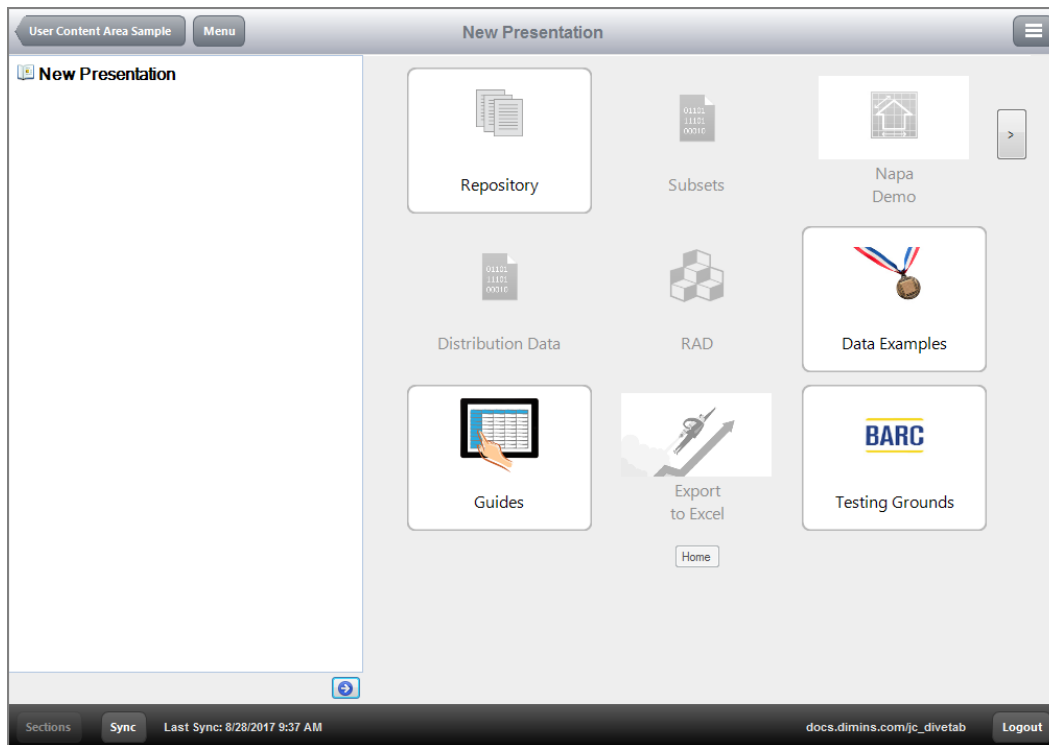 User Content Area Sample
Menu
New Presentation
New Presentation
Repository
01101
11101
00010
Subsets
Napa
Demo
>
01101
11101
00010
Distribution Data
RAD
Data Examples
Guides
Export
to Excel
BARC
Testing Grounds
Home
Sections
Sync
Last Sync: 8/28/2017 9:37 AM
docs.dimins.com/jc_divetab
Logout